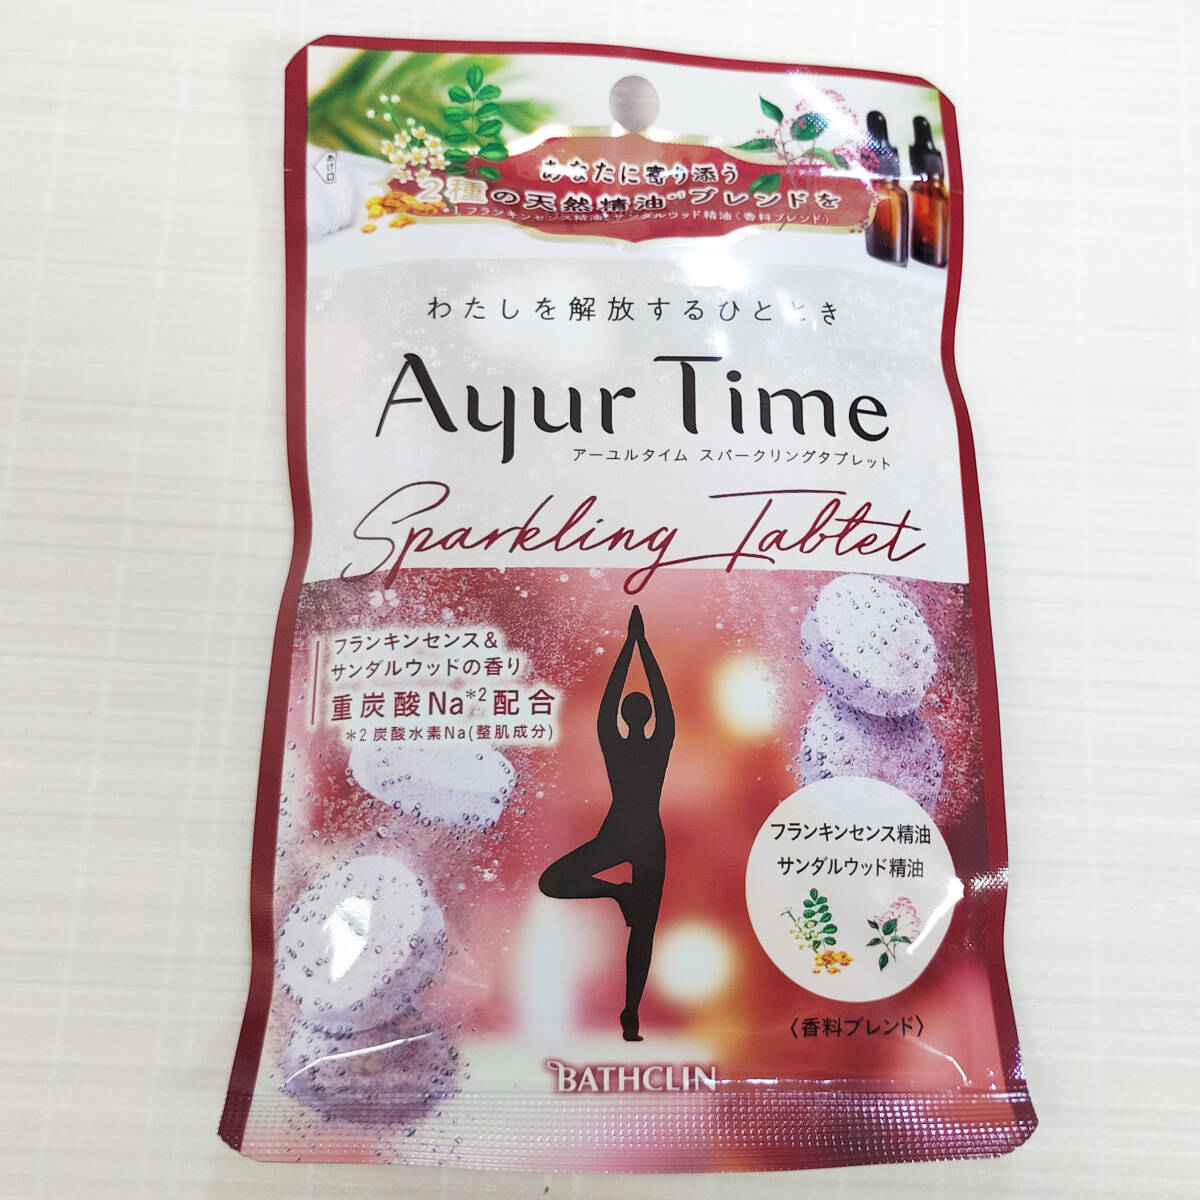 あけ口
あなたに寄り添う
2種の天然精油*1ブレンドを
*1 フランキンセンス精油、サンダルウッド精油(香料ブレンド)
わたしを解放するひととき
Ayur Time
アーユルタイム スパークリングタブレット
Sparkling Tablet
フランキンセンス&
サンダルウッドの香り
重炭酸Na*2配合
*2 炭酸水素Na(整肌成分)
フランキンセンス精油
サンダルウッド精油
〈香料ブレンド〉
BATHCLIN